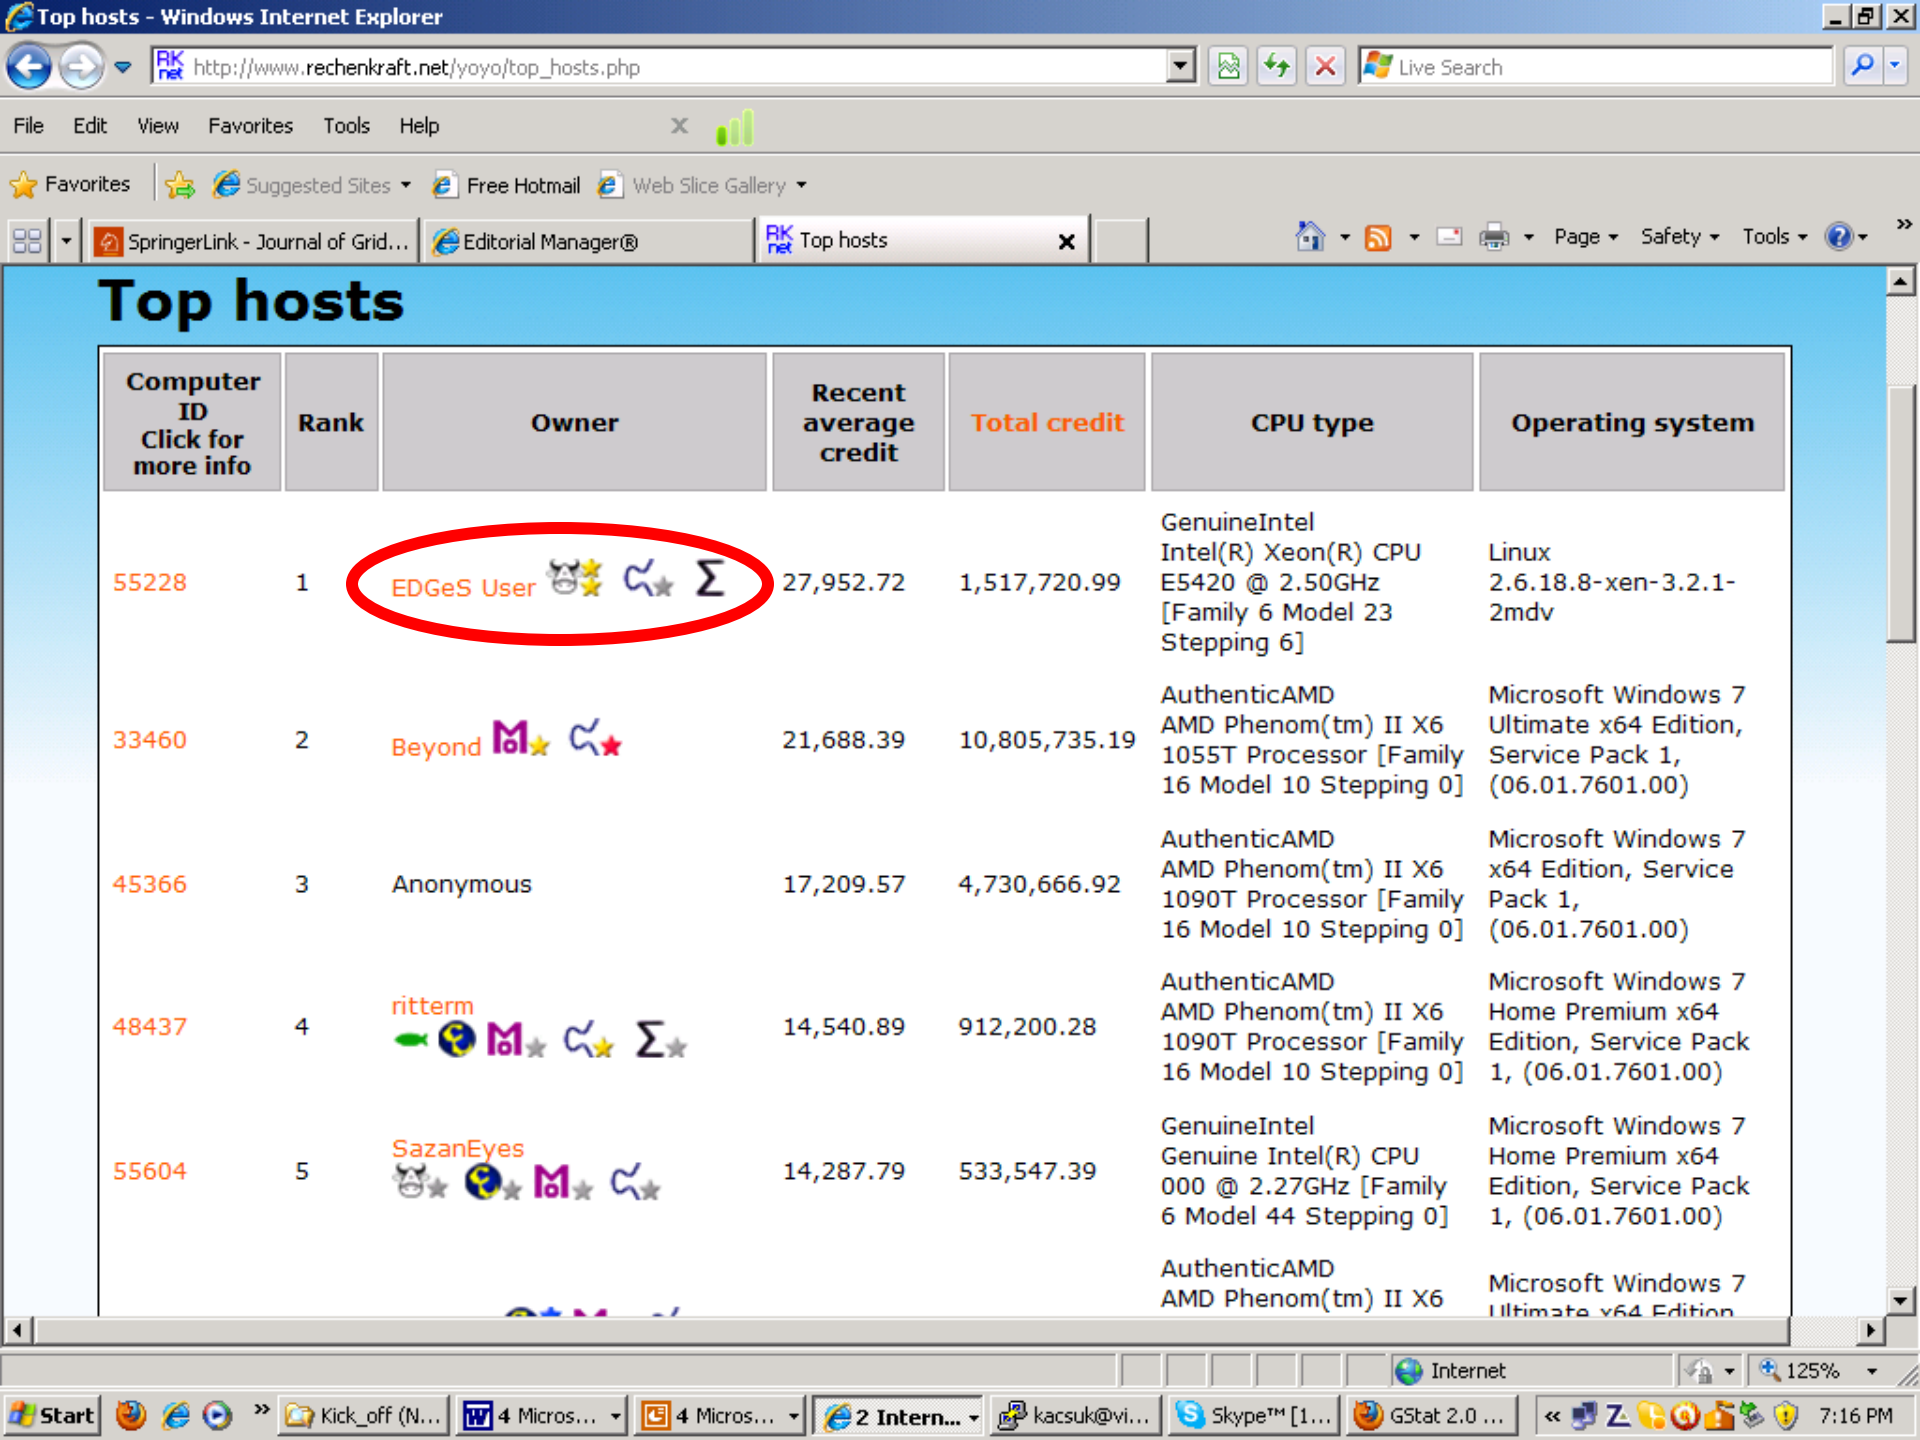 Top hosts - Windows Internet Explorer
http://www.rechenkraft.net/yoyo/top_hosts.php
Live Search
File Edit View Favorites Tools Help
Favorites Suggested Sites Free Hotmail Web Slice Gallery
SpringerLink - Journal of Grid... Editorial Manager® RK net Top hosts Page Safety Tools
Top hosts
Computer ID Click for more info Rank Owner Recent average credit Total credit CPU type Operating system
55228 1 EDGeS User 27,952.72 1,517,720.99
GenuineIntel
Intel(R) Xeon(R) CPU
E5420 @ 2.50GHz
[Family 6 Model 23
Stepping 6]
Linux
2.6.18.8-xen-3.2.1-
2mdv
33460 2 Beyond 21,688.39 10,805,735.19
AuthenticAMD
AMD Phenom(tm) II X6
1055T Processor [Family
16 Model 10 Stepping 0]
Microsoft Windows 7
Ultimate x64 Edition,
Service Pack 1,
(06.01.7601.00)
45366 3 Anonymous 17,209.57 4,730,666.92
AuthenticAMD
AMD Phenom(tm) II X6
1090T Processor [Family
16 Model 10 Stepping 0]
Microsoft Windows 7
x64 Edition, Service
Pack 1,
(06.01.7601.00)
48437 4 ritterm 14,540.89 912,200.28
AuthenticAMD
AMD Phenom(tm) II X6
1090T Processor [Family
16 Model 10 Stepping 0]
Microsoft Windows 7
Home Premium x64
Edition, Service Pack
1, (06.01.7601.00)
55604 5 SazanEyes 14,287.79 533,547.39
GenuineIntel
Genuine Intel(R) CPU
000 @ 2.27GHz [Family
6 Model 44 Stepping 0]
Microsoft Windows 7
Home Premium x64
Edition, Service Pack
1, (06.01.7601.00)
AuthenticAMD
AMD Phenom(tm) II X6
Microsoft Windows 7
Ultimate x64 Edition
Internet 125%
Start Kick_off (N... 4 Micros... 4 Micros... 2 Intern... kacsuk@vi... Skype™ [1... GStat 2.0 ... 7:16 PM